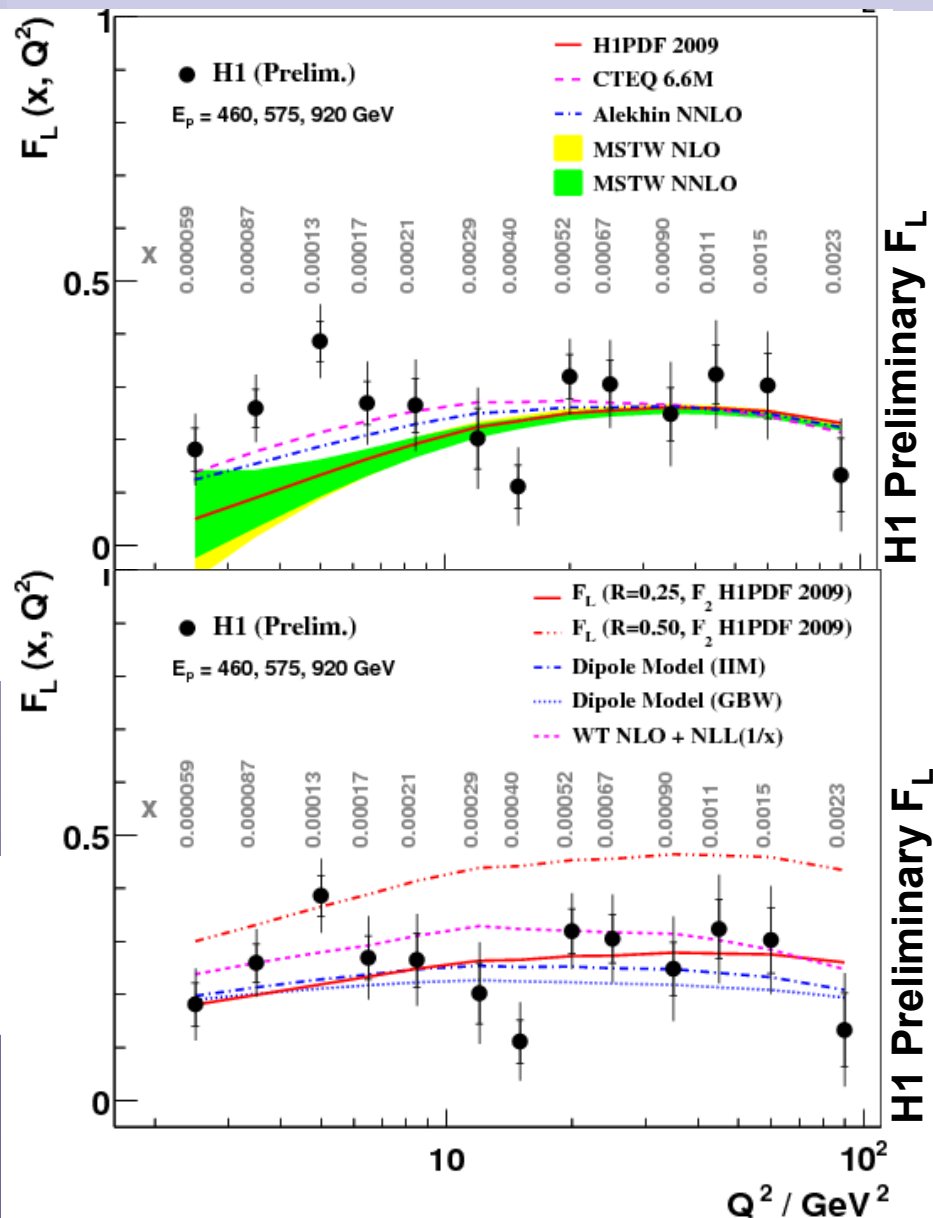 1
F_L (x, Q²)
H1 (Prelim.)
E_p = 460, 575, 920 GeV
H1PDF 2009
CTEQ 6.6M
Alekhin NNLO
MSTW NLO
MSTW NNLO
x 0.000059 0.000087 0.00013 0.00017 0.00021 0.00029 0.00040 0.00052 0.00067 0.00090 0.0011 0.0015 0.0023
0.5
0
H1 Preliminary F_L
F_L (x, Q²)
H1 (Prelim.)
E_p = 460, 575, 920 GeV
F_L (R=0.25, F_2 H1PDF 2009)
F_L (R=0.50, F_2 H1PDF 2009)
Dipole Model (IIM)
Dipole Model (GBW)
WT NLO + NLL(1/x)
x 0.000059 0.000087 0.00013 0.00017 0.00021 0.00029 0.00040 0.00052 0.00067 0.00090 0.0011 0.0015 0.0023
0.5
0
H1 Preliminary F_L
10 10²
Q² / GeV²